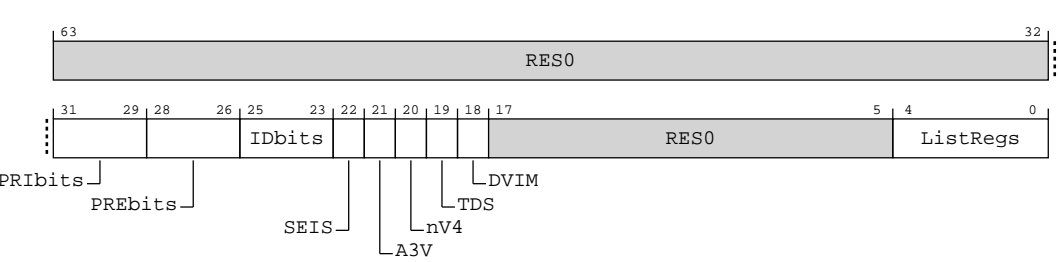 63 32
RES0
31 29 28 26 25 23 22 21 20 19 18 17 5 4 0
IDbits RES0 ListRegs
PRIbits DVIM
PREbits TDS
SEIS nV4
A3V